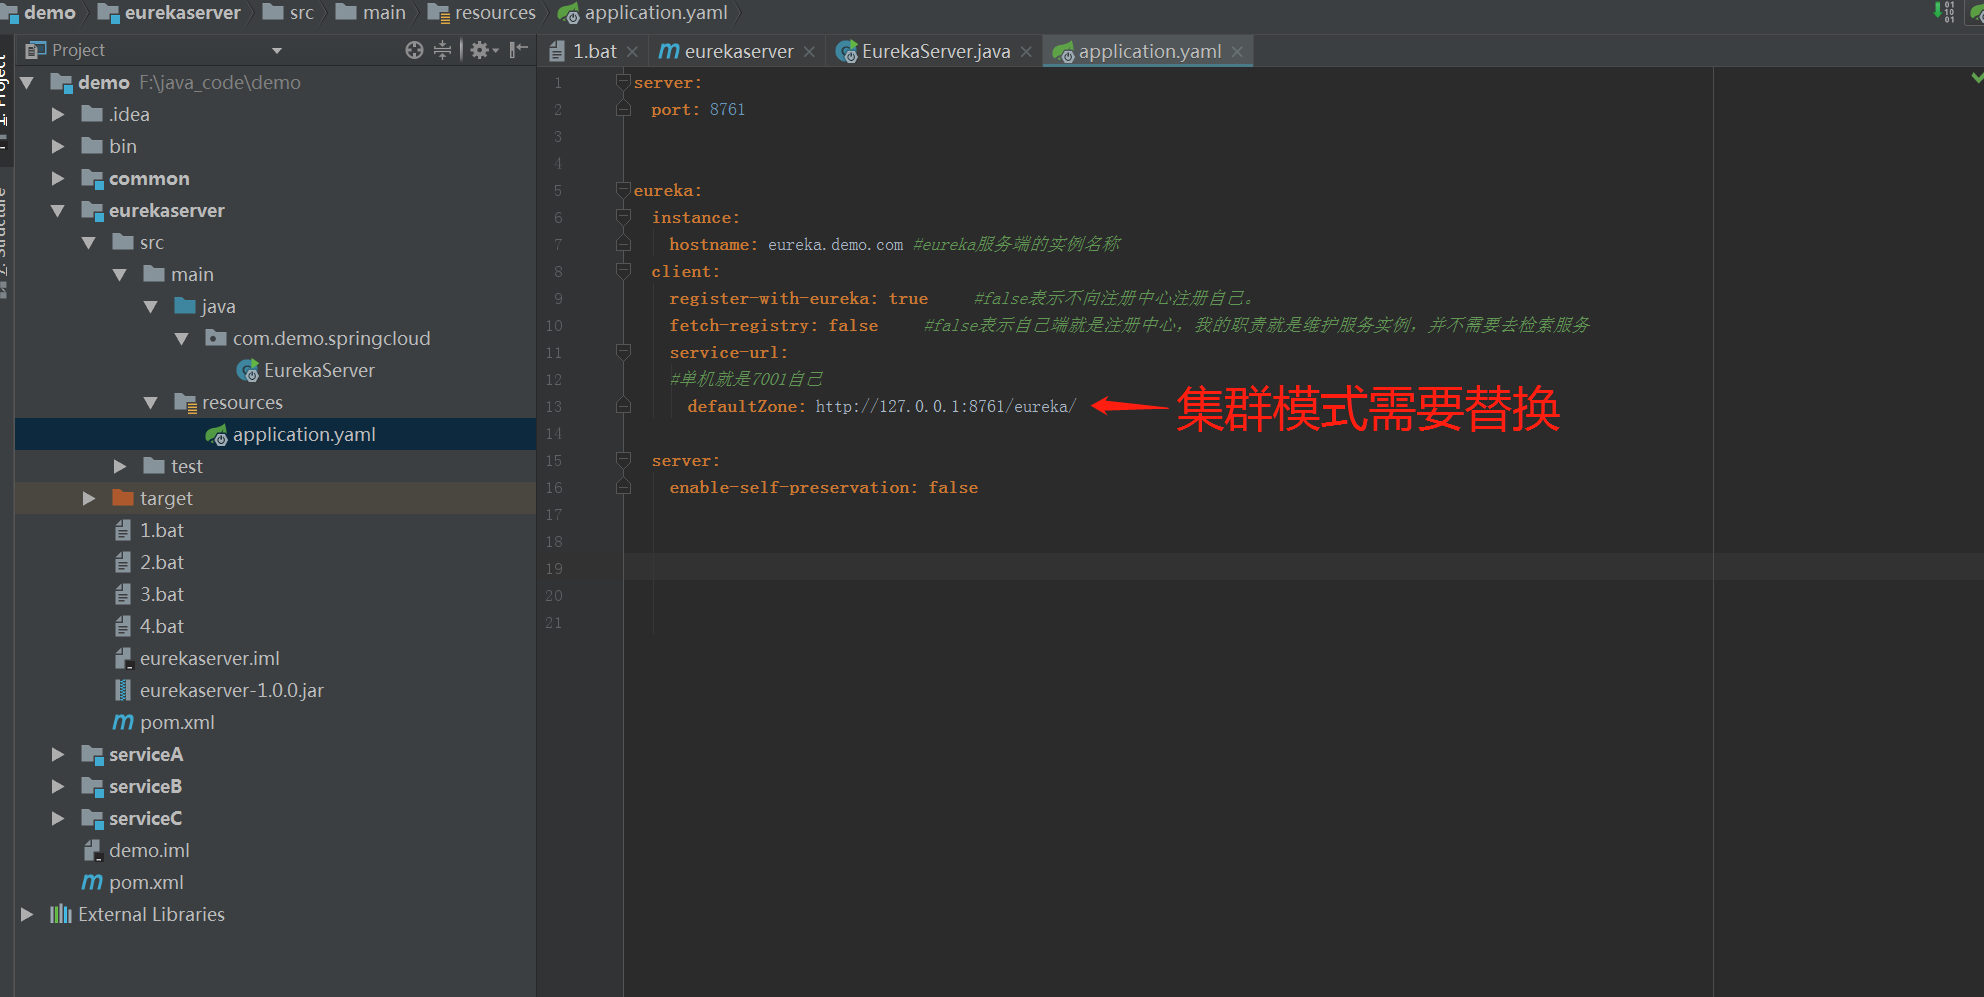 demo eurekaserver src main resources application.yaml
Project
1.bat eurekaserver EurekaServer.java application.yaml
demo F:\java_code\demo
.idea
bin
common
eurekaserver
src
main
java
com.demo.springcloud
EurekaServer
resources
application.yaml
test
target
1.bat
2.bat
3.bat
4.bat
eurekaserver.iml
eurekaserver-1.0.0.jar
pom.xml
serviceA
serviceB
serviceC
demo.iml
pom.xml
External Libraries
1 server:
2 port: 8761
3
4
5 eureka:
6 instance:
7 hostname: eureka.demo.com #eureka服务端的实例名称
8 client:
9 register-with-eureka: true #false表示不向注册中心注册自己。
10 fetch-registry: false #false表示自己端就是注册中心，我的职责就是维护服务实例，并不需要去检索服务
11 service-url:
12 #单机就是7001自己
13 defaultZone: http://127.0.0.1:8761/eureka/ 集群模式需要替换
14
15 server:
16 enable-self-preservation: false
17
18
19
20
21